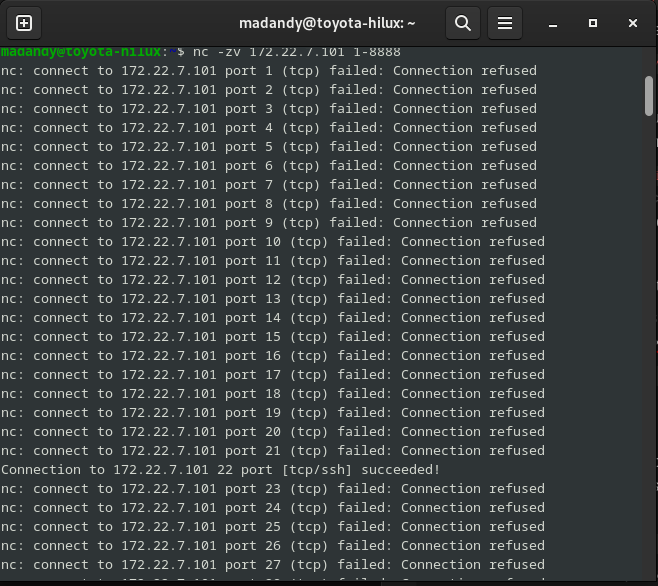 madandy@toyota-hilux: ~
madandy@toyota-hilux:~$ nc -zv 172.22.7.101 1-8888
nc: connect to 172.22.7.101 port 1 (tcp) failed: Connection refused
nc: connect to 172.22.7.101 port 2 (tcp) failed: Connection refused
nc: connect to 172.22.7.101 port 3 (tcp) failed: Connection refused
nc: connect to 172.22.7.101 port 4 (tcp) failed: Connection refused
nc: connect to 172.22.7.101 port 5 (tcp) failed: Connection refused
nc: connect to 172.22.7.101 port 6 (tcp) failed: Connection refused
nc: connect to 172.22.7.101 port 7 (tcp) failed: Connection refused
nc: connect to 172.22.7.101 port 8 (tcp) failed: Connection refused
nc: connect to 172.22.7.101 port 9 (tcp) failed: Connection refused
nc: connect to 172.22.7.101 port 10 (tcp) failed: Connection refused
nc: connect to 172.22.7.101 port 11 (tcp) failed: Connection refused
nc: connect to 172.22.7.101 port 12 (tcp) failed: Connection refused
nc: connect to 172.22.7.101 port 13 (tcp) failed: Connection refused
nc: connect to 172.22.7.101 port 14 (tcp) failed: Connection refused
nc: connect to 172.22.7.101 port 15 (tcp) failed: Connection refused
nc: connect to 172.22.7.101 port 16 (tcp) failed: Connection refused
nc: connect to 172.22.7.101 port 17 (tcp) failed: Connection refused
nc: connect to 172.22.7.101 port 18 (tcp) failed: Connection refused
nc: connect to 172.22.7.101 port 19 (tcp) failed: Connection refused
nc: connect to 172.22.7.101 port 20 (tcp) failed: Connection refused
nc: connect to 172.22.7.101 port 21 (tcp) failed: Connection refused
Connection to 172.22.7.101 22 port [tcp/ssh] succeeded!
nc: connect to 172.22.7.101 port 23 (tcp) failed: Connection refused
nc: connect to 172.22.7.101 port 24 (tcp) failed: Connection refused
nc: connect to 172.22.7.101 port 25 (tcp) failed: Connection refused
nc: connect to 172.22.7.101 port 26 (tcp) failed: Connection refused
nc: connect to 172.22.7.101 port 27 (tcp) failed: Connection refused